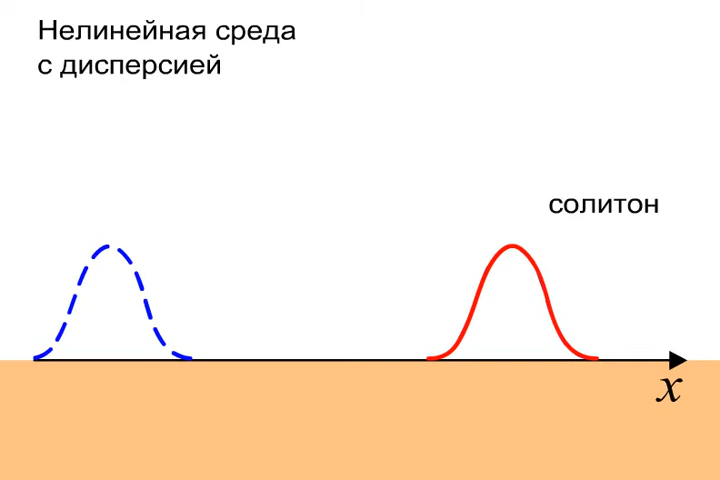 Нелинейная среда
с дисперсией
солитон
x